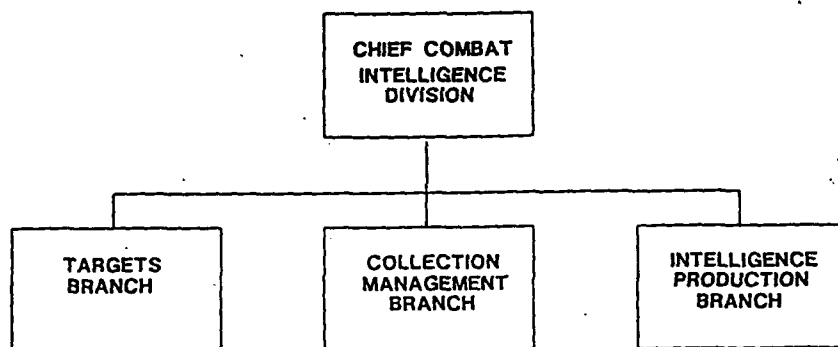 CHIEF COMBAT
INTELLIGENCE
DIVISION
TARGETS
BRANCH
COLLECTION
MANAGEMENT
BRANCH
INTELLIGENCE
PRODUCTION
BRANCH